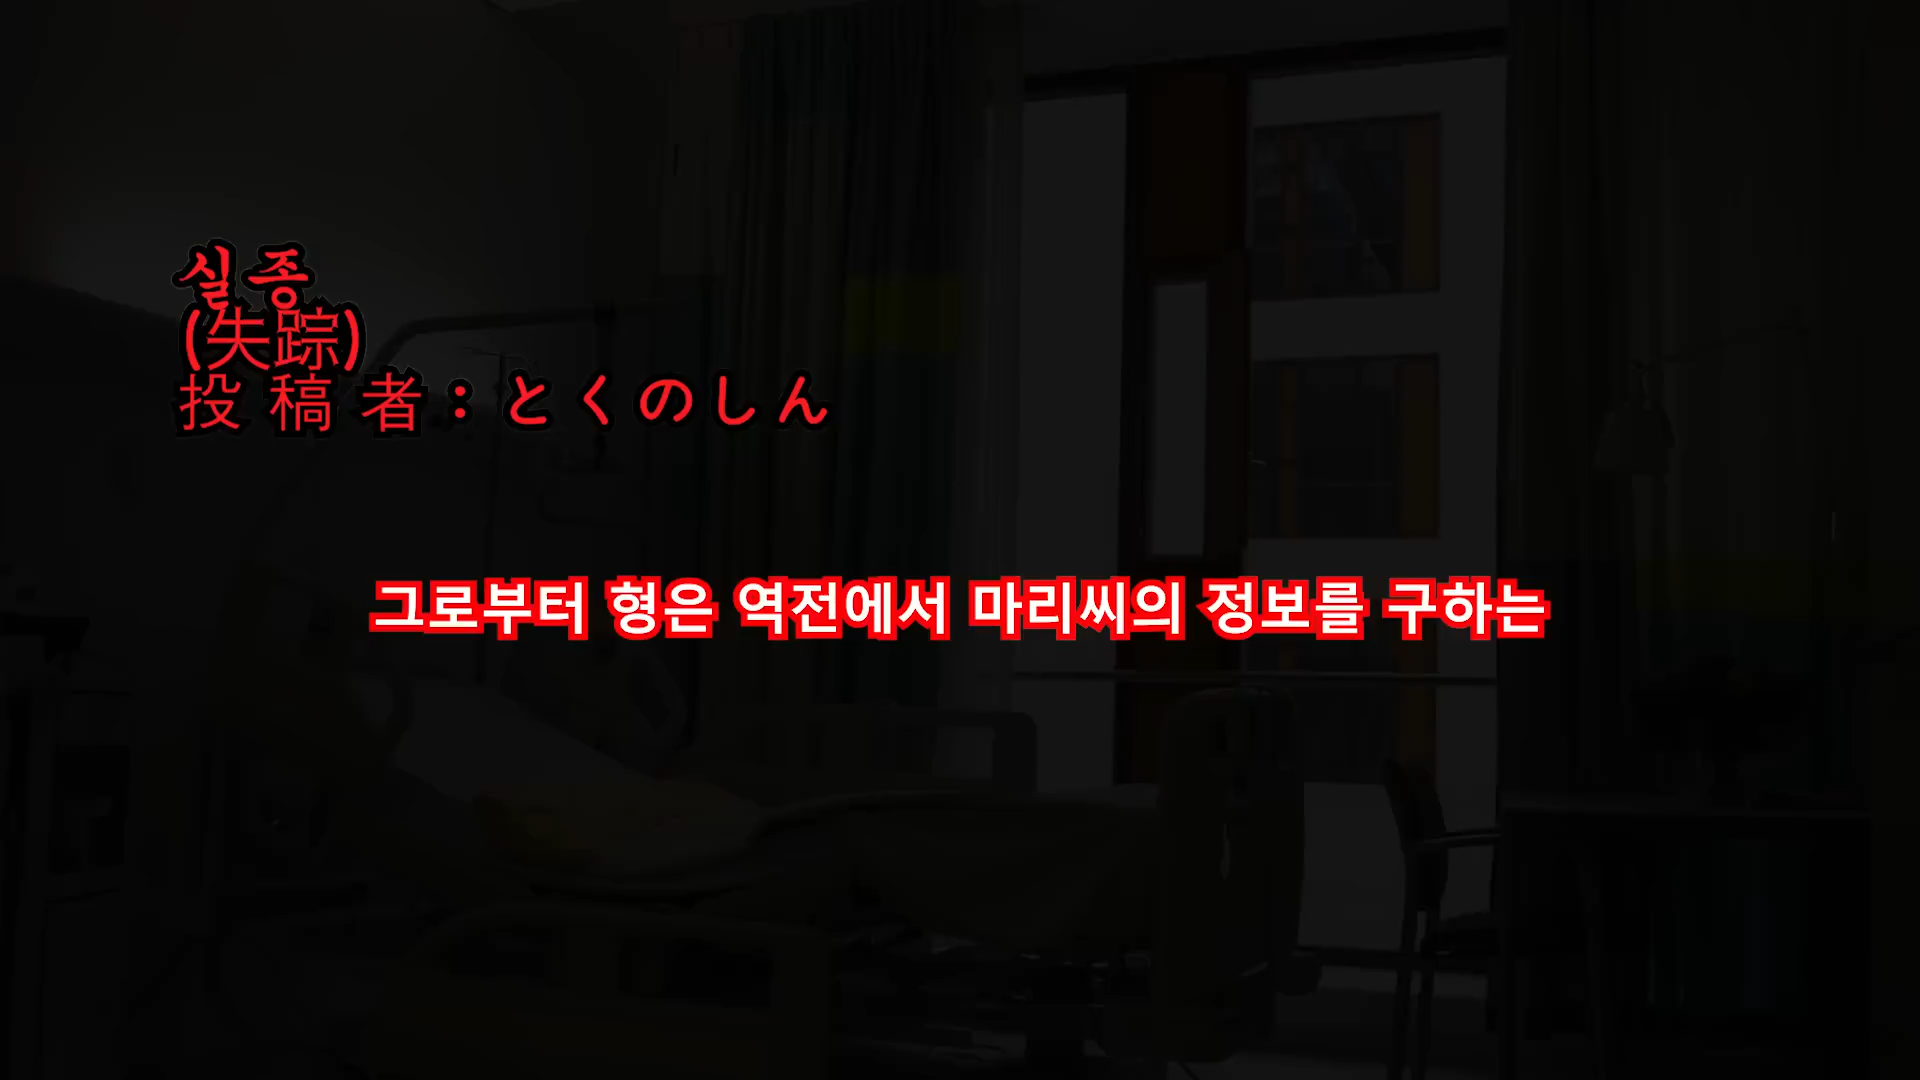 실종
(失踪)
投稿者：とくのしん
그로부터 형은 역전에서 마리씨의 정보를 구하는